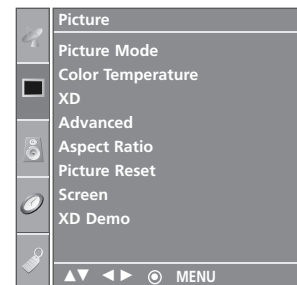 Picture
Picture Mode
Color Temperature
XD
Advanced
Aspect Ratio
Picture Reset
Screen
XD Demo
▲▼ ◄► ◉ MENU